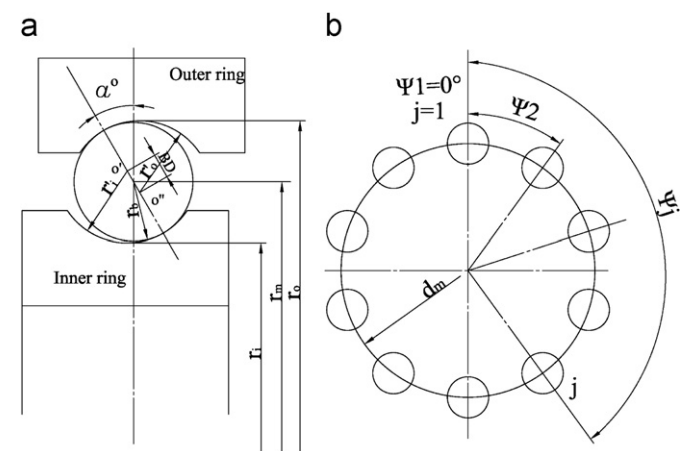 a
Outer ring
α°
o'
r'o
BD
r'i
rb
o"
Inner ring
ri
rm
ro
b
Ψ1=0°
j=1
Ψ2
Ψj
dm
j